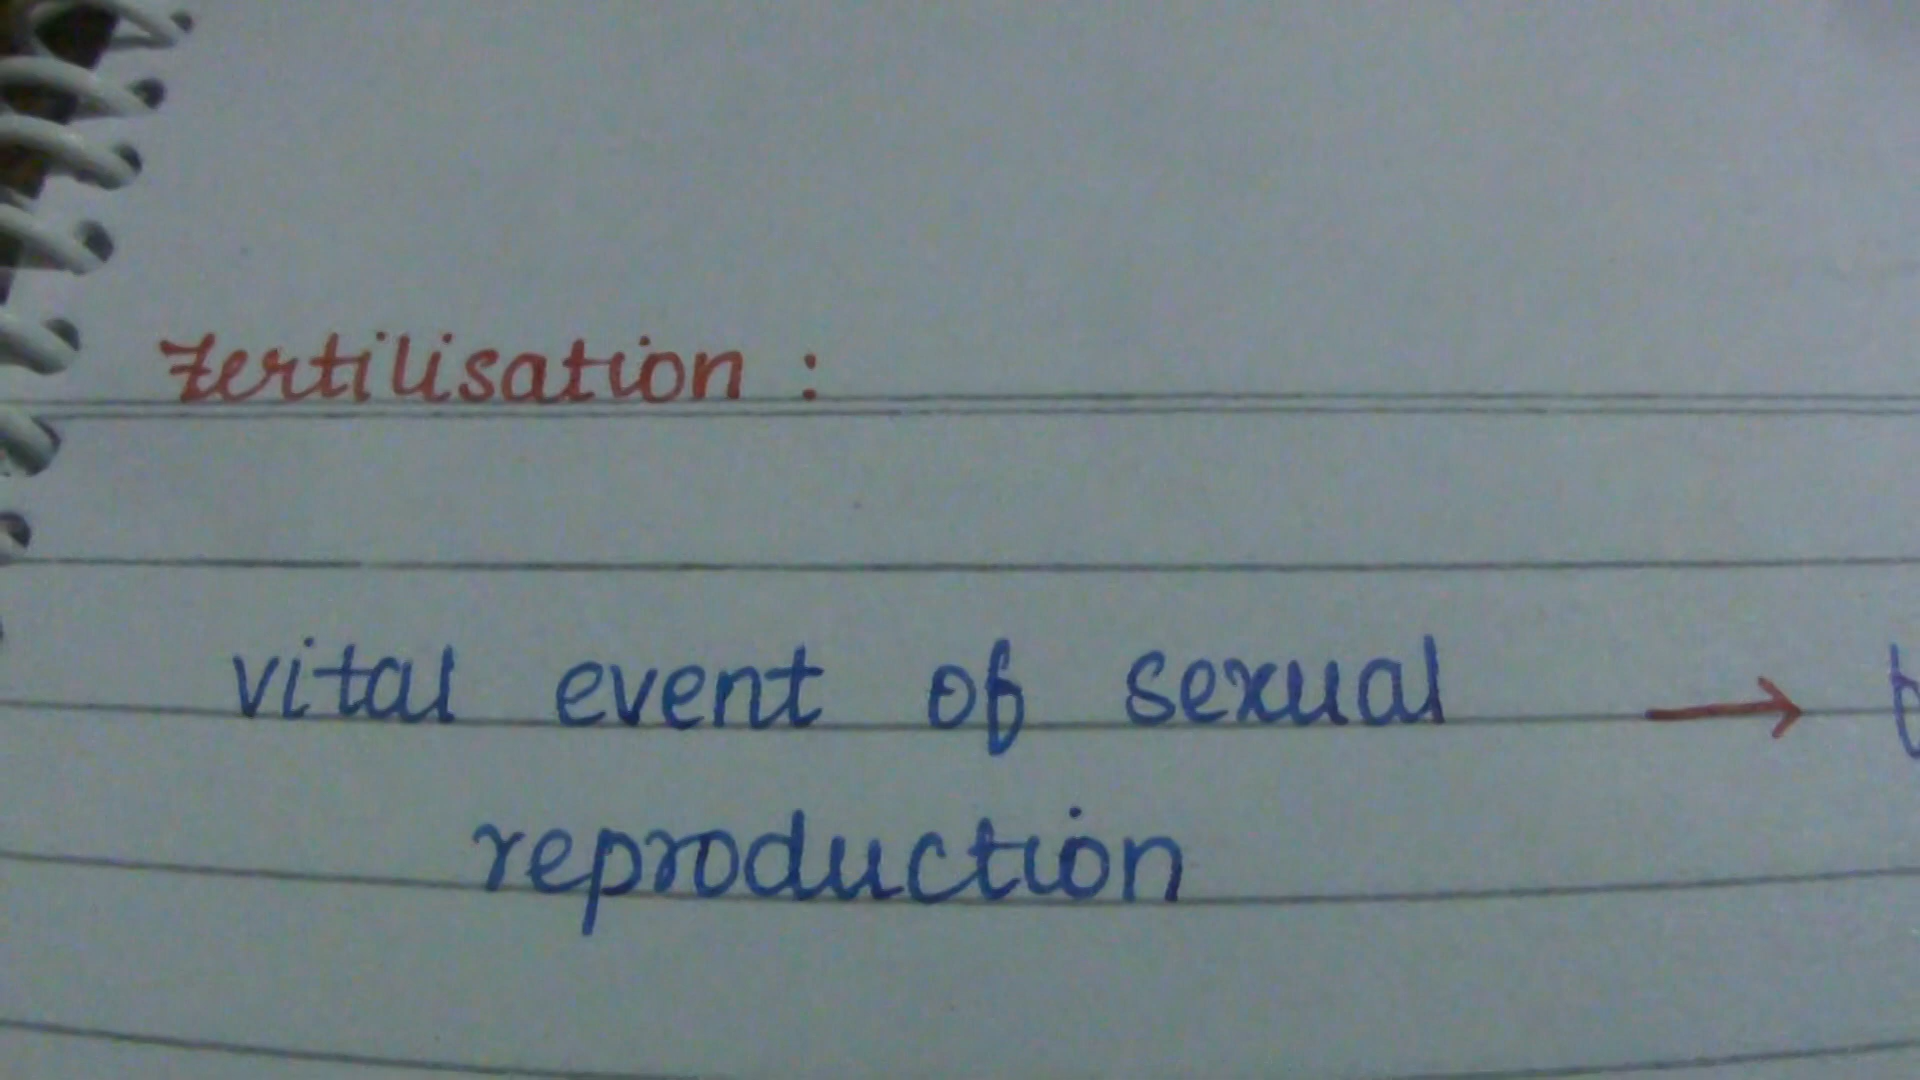 Fertilisation :
vital event of sexual →
reproduction